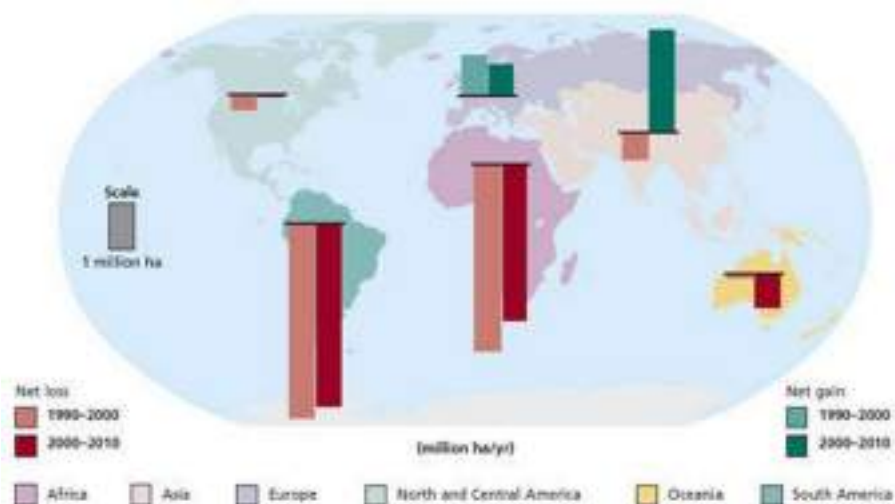 Scale
1 million ha
Net loss
1990–2000
2000–2010
Net gain
1990–2000
2000–2010
(million ha/yr)
Africa
Asia
Europe
North and Central America
Oceania
South America